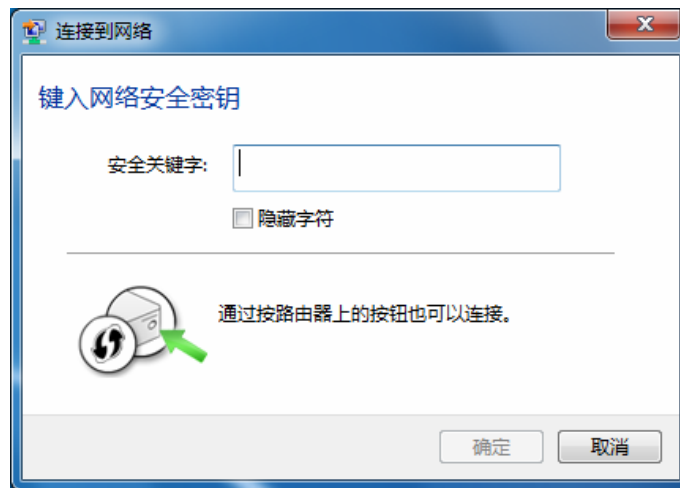 连接到网络
键入网络安全密钥
安全关键字:
隐藏字符
通过按路由器上的按钮也可以连接。
确定 取消